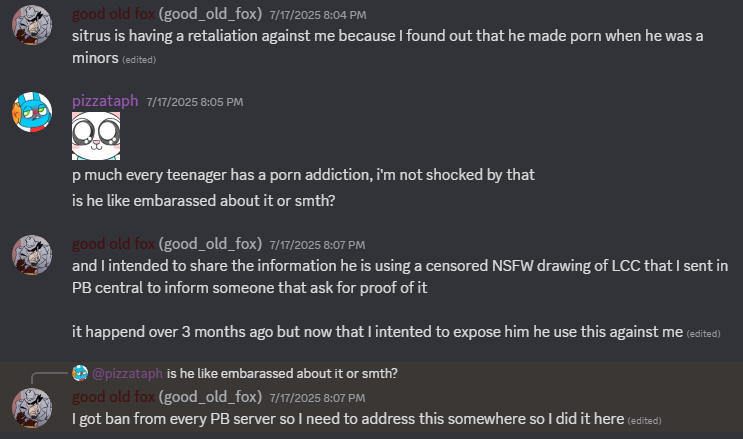 good old fox (good_old_fox) 7/17/2025 8:04 PM
sitrus is having a retaliation against me because I found out that he made porn when he was a
minors (edited)
pizzataph 7/17/2025 8:05 PM
p much every teenager has a porn addiction, i'm not shocked by that
is he like embarassed about it or smth?
good old fox (good_old_fox) 7/17/2025 8:07 PM
and I intended to share the information he is using a censored NSFW drawing of LCC that I sent in
PB central to inform someone that ask for proof of it
it happend over 3 months ago but now that I intented to expose him he use this against me (edited)
@pizzataph is he like embarassed about it or smth?
good old fox (good_old_fox) 7/17/2025 8:07 PM
I got ban from every PB server so I need to address this somewhere so I did it here (edited)